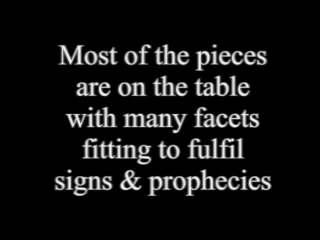 Most of the pieces
are on the table
with many facets
fitting to fulfil
signs & prophecies